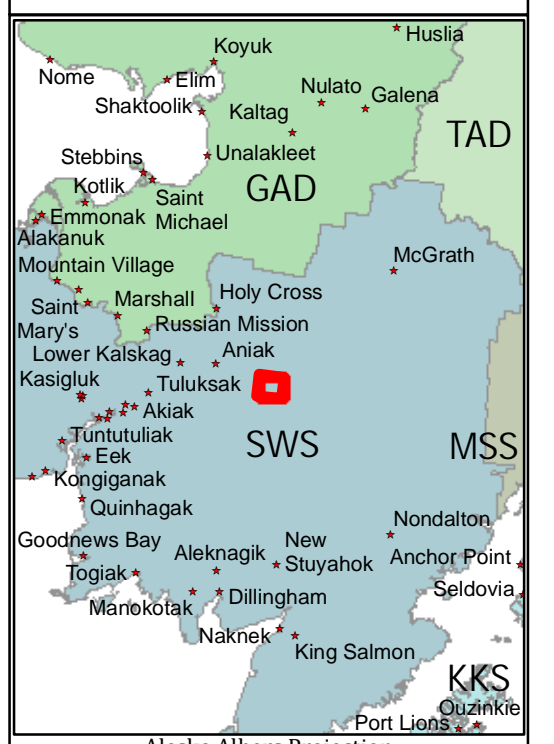 Huslia
Koyuk
Nome
Elim
Nulato
Galena
Shaktoolik
Kaltag
TAD
Stebbins
Unalakleet
Kotlik
GAD
Saint
Michael
Emmonak
Alakanuk
McGrath
Mountain Village
Holy Cross
Saint
Mary's
Marshall
Russian Mission
Lower Kalskag
Aniak
Kasigluk
Tuluksak
Akiak
Tuntutuliak
SWS
MSS
Eek
Kongiganak
Quinhagak
Nondalton
Goodnews Bay
Aleknagik
New
Stuyahok
Anchor Point
Togiak
Seldovia
Manokotak
Dillingham
Naknek
King Salmon
KKS
Ouzinkie
Port Lions
Alaska Albers Projection